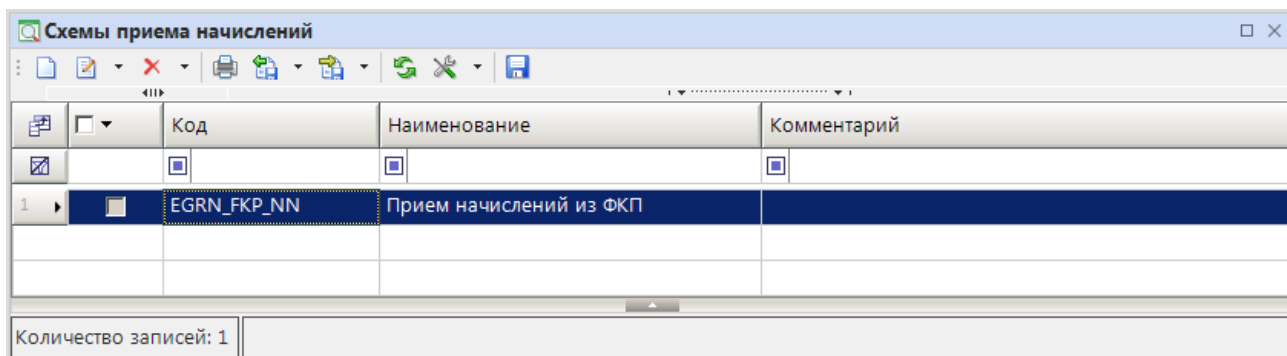 Схемы приема начислений
Код Наименование Комментарий
1 EGRN_FKP_NN Прием начислений из ФКП
Количество записей: 1